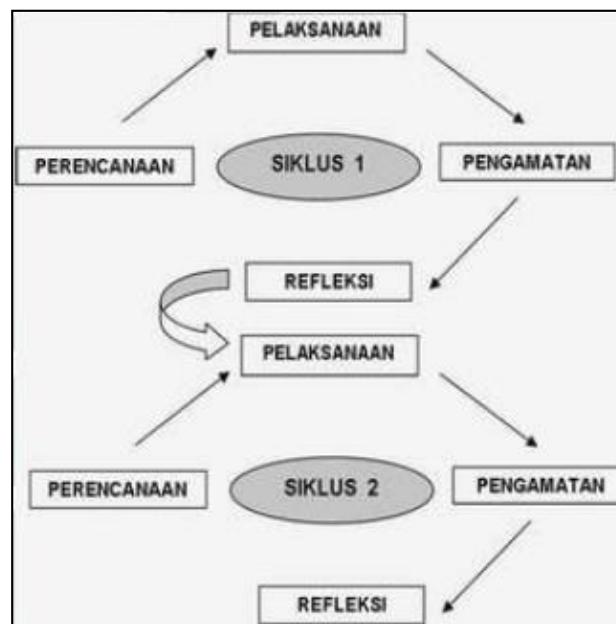 PELAKSANAAN
PERENCANAAN
SIKLUS 1
PENGAMATAN
REFLEKSI
PELAKSANAAN
PERENCANAAN
SIKLUS 2
PENGAMATAN
REFLEKSI